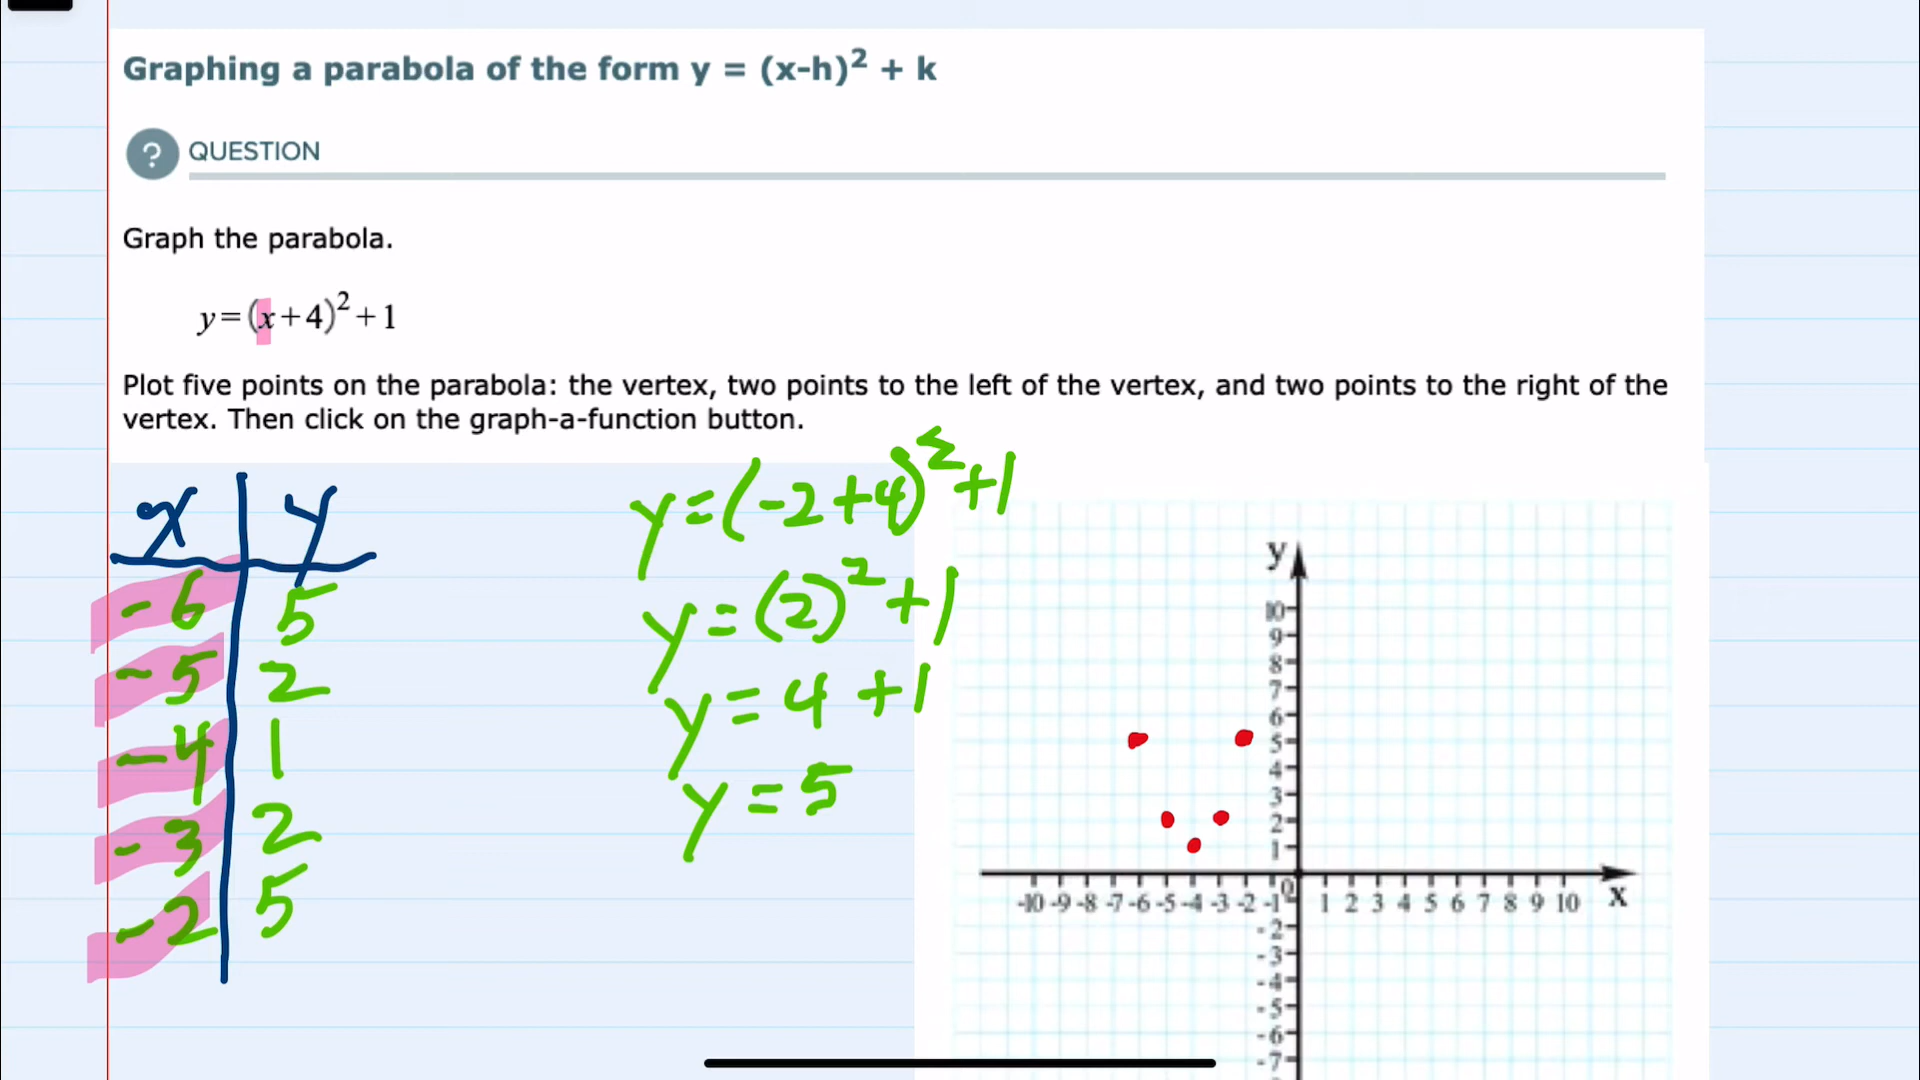 Graphing a parabola of the form y = (x-h)² + k
? QUESTION
Graph the parabola.
y=(x+4)²+1
Plot five points on the parabola: the vertex, two points to the left of the vertex, and two points to the right of the
vertex. Then click on the graph-a-function button.
x y
-6 5
-5 2
-4 1
-3 2
-2 5
y=(-2+4)²+1
y=(2)²+1
y=4+1
y=5
y
10
9
8
7
6
5
4
3
2
1
0
-10 -9 -8 -7 -6 -5 -4 -3 -2 -1 1 2 3 4 5 6 7 8 9 10 x
-2
-3
-4
-5
-6
-7